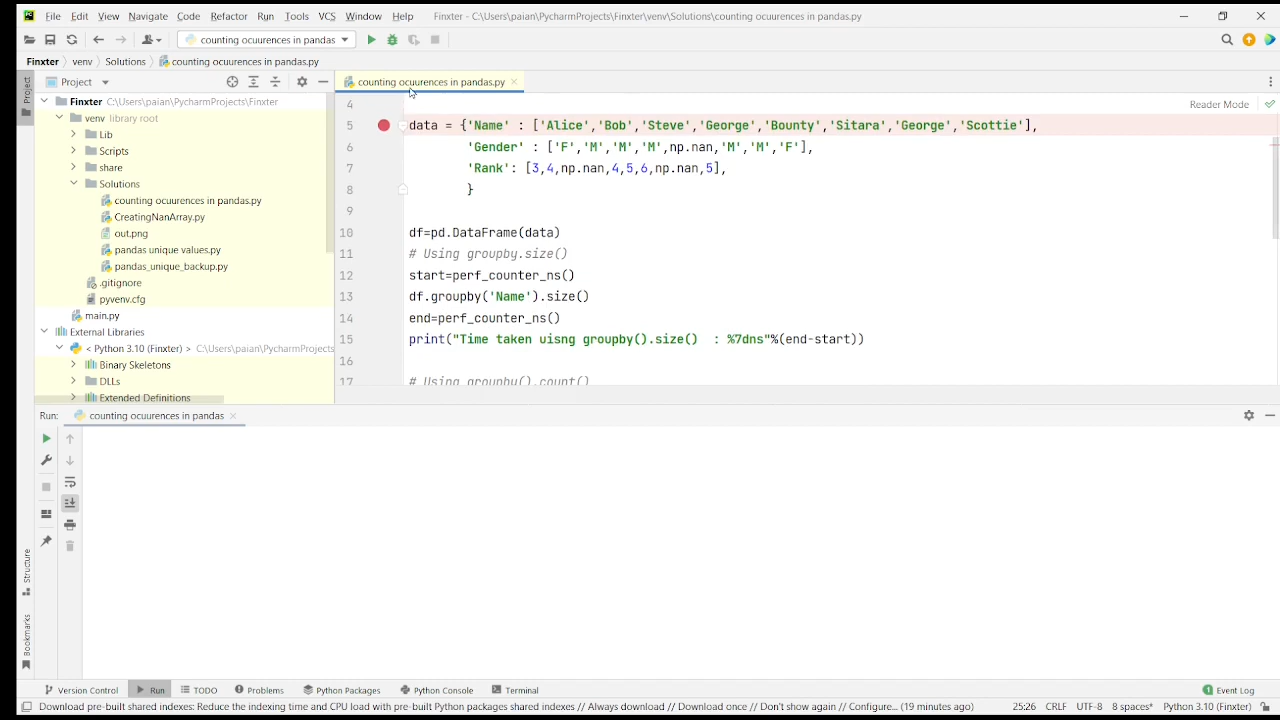 File Edit View Navigate Code Refactor Run Tools VCS Window Help Finxter - C:\Users\paian\PycharmProjects\Finxter\venv\Solutions\counting ocuurences in pandas.py
counting ocuurences in pandas
Finxter venv Solutions counting ocuurences in pandas.py
Project
Project
counting ocuurences in pandas.py
Reader Mode
Finxter C:\Users\paian\PycharmProjects\Finxter
venv library root
Lib
Scripts
share
Solutions
counting ocuurences in pandas.py
CreatingNanArray.py
out.png
pandas unique values.py
pandas_unique_backup.py
.gitignore
pyvenv.cfg
main.py
External Libraries
< Python 3.10 (Finxter) > C:\Users\paian\PycharmProjects
Binary Skeletons
DLLs
Extended Definitions
4
5 data = {'Name' : ['Alice','Bob','Steve','George','Bounty','Sitara','George','Scottie'],
6 'Gender' : ['F','M','M','M',np.nan,'M','M','F'],
7 'Rank': [3,4,np.nan,4,5,6,np.nan,5],
8 }
9
10 df=pd.DataFrame(data)
11 # Using groupby.size()
12 start=perf_counter_ns()
13 df.groupby('Name').size()
14 end=perf_counter_ns()
15 print("Time taken uisng groupby().size() : %7dns"%(end-start))
16
17 # Using groupby().count()
Run: counting ocuurences in pandas
Structure
Bookmarks
Version Control Run TODO Problems Python Packages Python Console Terminal 1 Event Log
Download pre-built shared indexes: Reduce the indexing time and CPU load with pre-built Python packages shared indexes // Always download // Download once // Don't show again // Configure... (19 minutes ago) 25:26 CRLF UTF-8 8 spaces* Python 3.10 (Finxter)